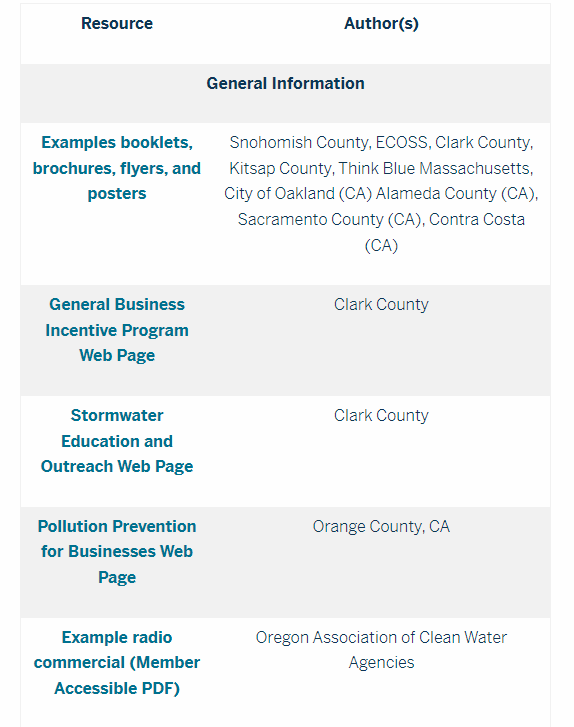 Resource Author(s)
General Information
Examples booklets,
brochures, flyers, and
posters
Snohomish County, ECOSS, Clark County,
Kitsap County, Think Blue Massachusetts,
City of Oakland (CA) Alameda County (CA),
Sacramento County (CA), Contra Costa
(CA)
General Business
Incentive Program
Web Page
Clark County
Stormwater
Education and
Outreach Web Page
Clark County
Pollution Prevention
for Businesses Web
Page
Orange County, CA
Example radio
commercial (Member
Accessible PDF)
Oregon Association of Clean Water
Agencies